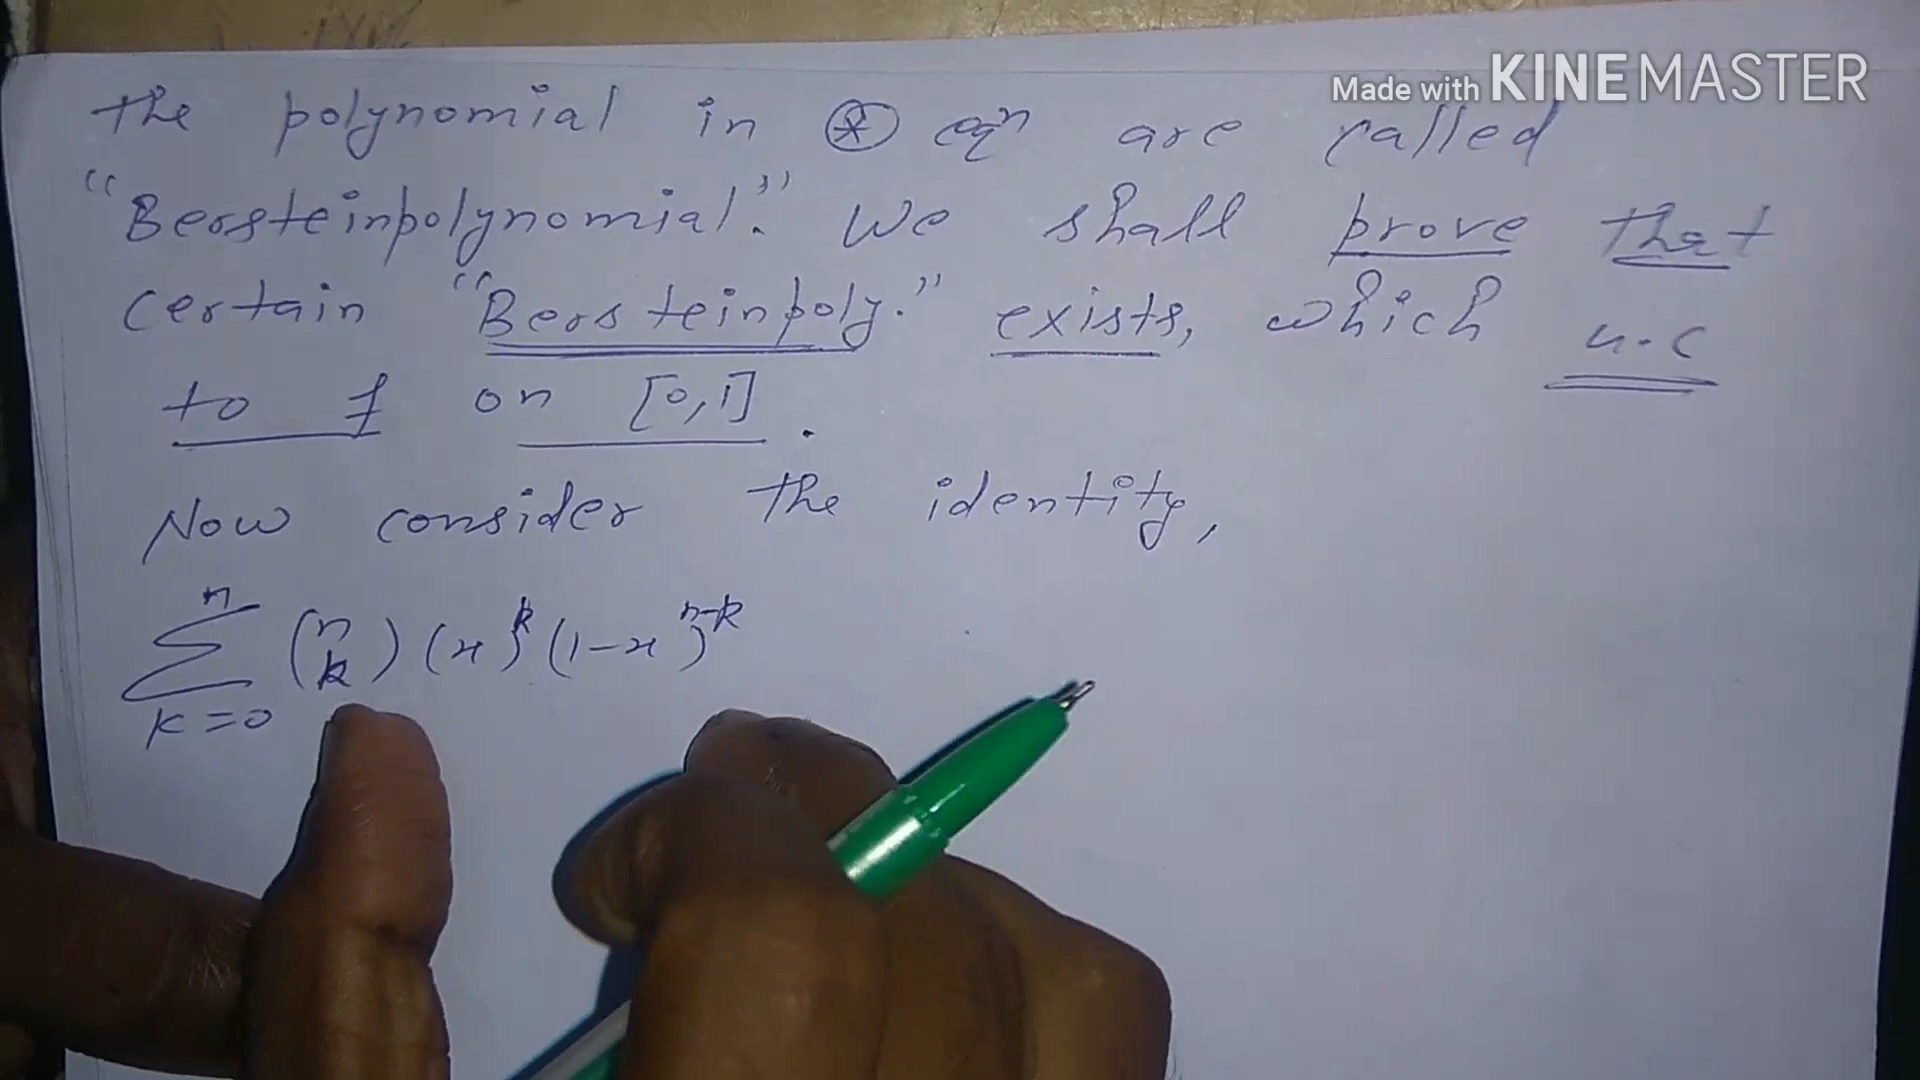 Made with KINEMASTER
The polynomial in ⊛ eqⁿ are called
"Bersteinpolynomial". We shall prove that
certain "Bersteinpoly." exists, which u.c
to f on [0,1].
Now consider the identity,
∑_{k=0}^{n} (n k) (x)^k (1-x)^{n-k}